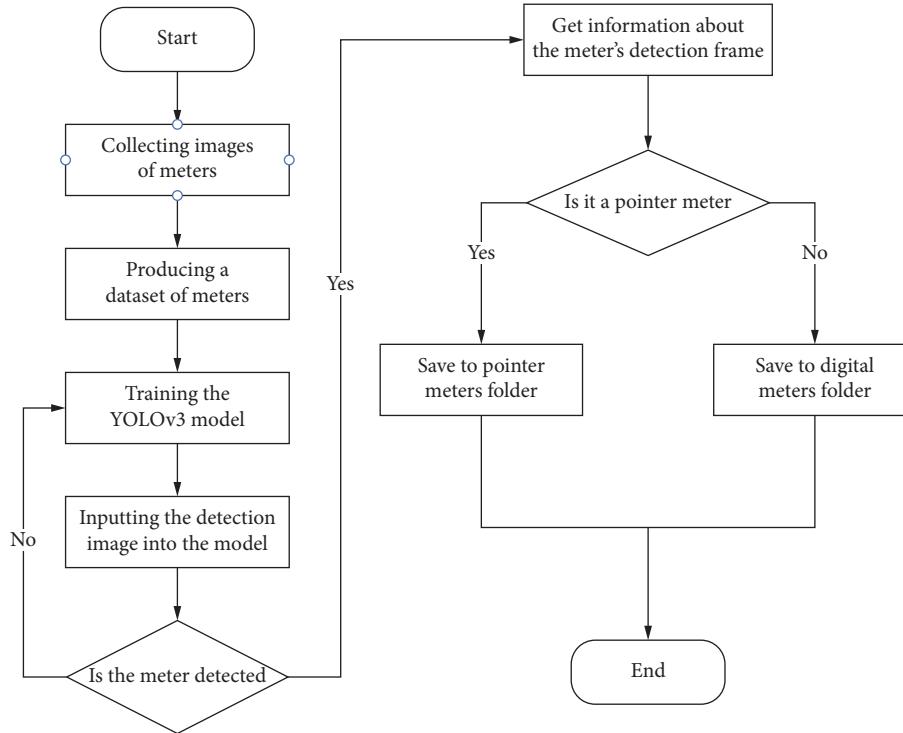 Start
Collecting images
of meters
Producing a
dataset of meters
Training the
YOLOv3 model
Inputting the detection
image into the model
Is the meter detected
No
Yes
Get information about
the meter's detection frame
Is it a pointer meter
Yes
No
Save to pointer
meters folder
Save to digital
meters folder
End